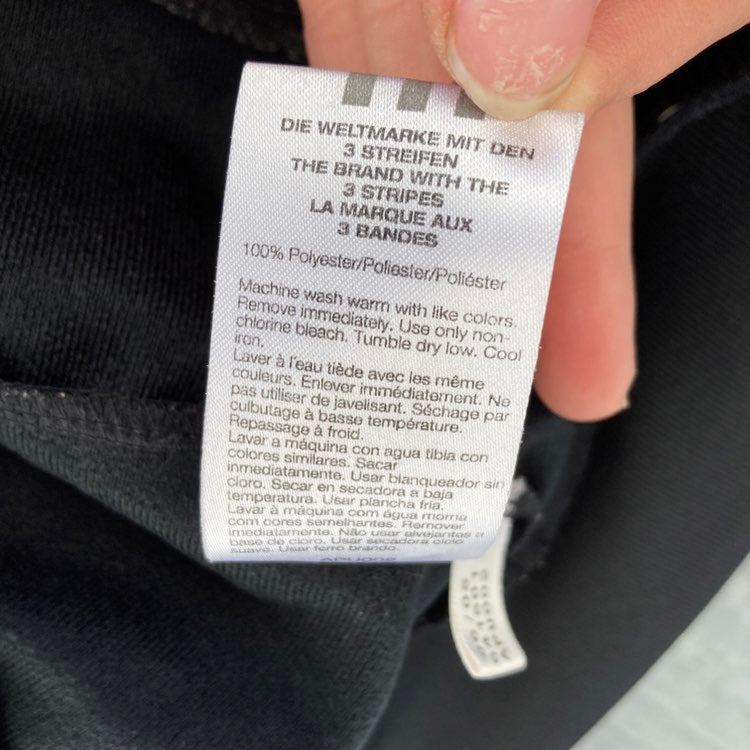 DIE WELTMARKE MIT DEN
3 STREIFEN
THE BRAND WITH THE
3 STRIPES
LA MARQUE AUX
3 BANDES
100% Polyester/Poliester/Poliéster
Machine wash warm with like colors.
Remove immediately. Use only non-
chlorine bleach. Tumble dry low. Cool
iron.
Laver à l'eau tiède avec les même
couleurs. Enlever immédiatement. Ne
pas utiliser de javelisant. Séchage par
culbutage à basse température.
Repassage à froid.
Lavar a máquina con agua tibia con
colores similares. Sacar
inmediatamente. Usar blanqueador sin
cloro. Secar en secadora a baja
temperatura. Usar plancha fria.
Lavar à máquina com água morna
com cores semelhantes. Remover
imediatamente. Não usar alvejantes a
base de cloro. Usar secadora ciclo
suave. Usar ferro brando.